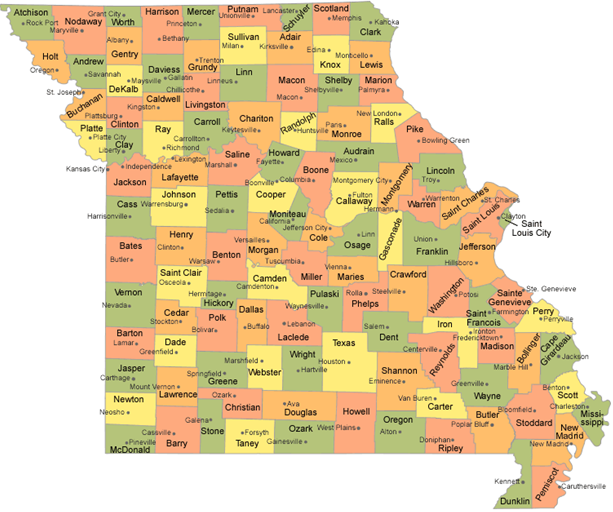 Atchison
Rock Port
Nodaway
Maryville
Grant City
Worth
Harrison
Bethany
Mercer
Princeton
Putnam
Unionville
Lancaster
Schuyler
Scotland
Memphis
Clark
Kahoka
Holt
Oregon
Andrew
Savannah
Albany
Gentry
Daviess
Gallatin
Trenton
Grundy
Sullivan
Milan
Adair
Kirksville
Edina
Knox
Monticello
Lewis
St. Joseph
Buchanan
Maysville
DeKalb
Caldwell
Kingston
Chillicothe
Livingston
Linn
Linneus
Macon
Macon
Shelby
Shelbyville
Marion
Palmyra
Plattsburg
Clinton
Platte
Platte City
Liberty
Clay
Ray
Richmond
Carroll
Carrollton
Chariton
Keytesville
Randolph
Huntsville
Paris
Monroe
New London
Ralls
Pike
Bowling Green
Kansas City
Independence
Jackson
Lexington
Lafayette
Saline
Marshall
Howard
Fayette
Boone
Columbia
Audrain
Mexico
Montgomery City
Montgomery
Lincoln
Troy
Cass
Harrisonville
Johnson
Warrensburg
Pettis
Sedalia
Boonville
Cooper
Moniteau
California
Jefferson City
Cole
Callaway
Fulton
Hermann
Gasconade
Warrenton
Warren
Saint Charles
St. Charles
Saint Louis
Clayton
Saint
Louis City
Bates
Butler
Henry
Clinton
Benton
Warsaw
Versailles
Morgan
Tuscumbia
Miller
Linn
Osage
Vienna
Maries
Union
Franklin
Jefferson
Hillsboro
Vernon
Nevada
Saint Clair
Osceola
Hermitage
Hickory
Camden
Camdenton
Pulaski
Waynesville
Rolla
Phelps
Crawford
Steelville
Washington
Potosi
Sainte
Genevieve
Ste. Genevieve
Saint
Francois
Farmington
Perry
Perryville
Barton
Lamar
Cedar
Stockton
Polk
Bolivar
Dallas
Buffalo
Lebanon
Laclede
Texas
Houston
Dent
Salem
Iron
Ironton
Fredericktown
Madison
Centerville
Reynolds
Bollinger
Marble Hill
Cape
Girardeau
Jackson
Jasper
Carthage
Dade
Greenfield
Mount Vernon
Lawrence
Springfield
Greene
Marshfield
Webster
Wright
Hartville
Shannon
Eminence
Greenville
Wayne
Newton
Neosho
Ozark
Christian
Ava
Douglas
Howell
West Plains
Van Buren
Carter
Butler
Poplar Bluff
Bloomfield
Stoddard
Benton
Scott
Charleston
Missi-
ssippi
McDonald
Pineville
Cassville
Barry
Galena
Stone
Forsyth
Taney
Ozark
Gainesville
Oregon
Alton
Doniphan
Ripley
New
Madrid
New Madrid
Kennett
Dunklin
Pemiscot
Caruthersville